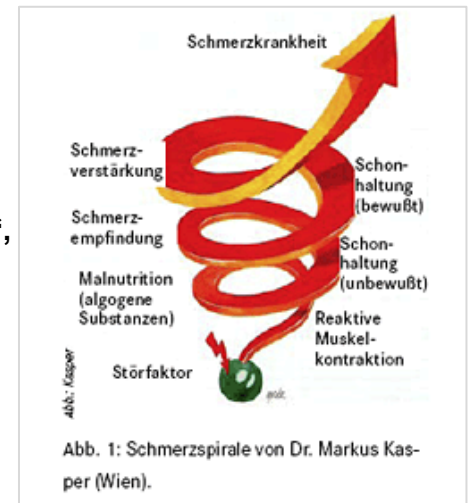 Schmerzkrankheit
Schmerz-
verstärkung
Schon-
haltung
(bewußt)
Schmerz-
empfindung
Schon-
haltung
(unbewußt)
Malnutrition
(algogene
Substanzen)
Reaktive
Muskel-
kontraktion
Störfaktor
Abb.: Kasper
Abb. 1: Schmerzspirale von Dr. Markus Kas-
per (Wien).